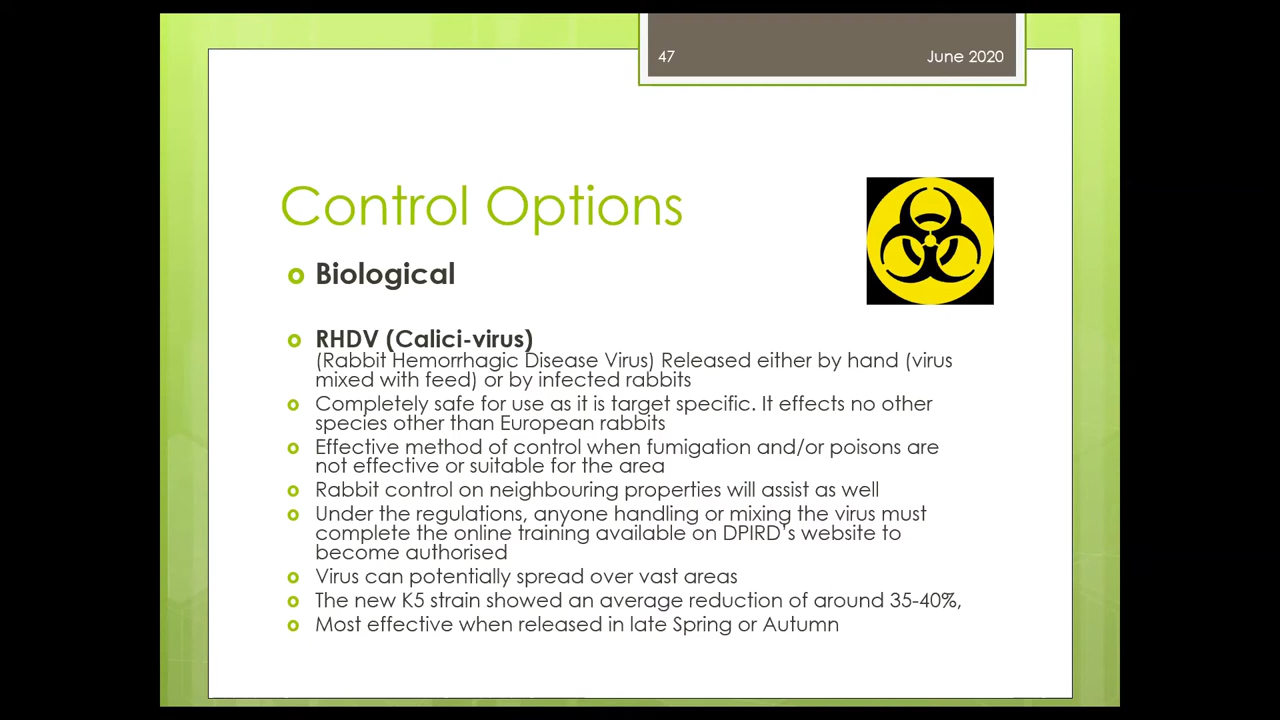 47
June 2020
Control Options
Biological
RHDV (Calici-virus)
(Rabbit Hemorrhagic Disease Virus) Released either by hand (virus
mixed with feed) or by infected rabbits
Completely safe for use as it is target specific. It effects no other
species other than European rabbits
Effective method of control when fumigation and/or poisons are
not effective or suitable for the area
Rabbit control on neighbouring properties will assist as well
Under the regulations, anyone handling or mixing the virus must
complete the online training available on DPIRD's website to
become authorised
Virus can potentially spread over vast areas
The new K5 strain showed an average reduction of around 35-40%,
Most effective when released in late Spring or Autumn